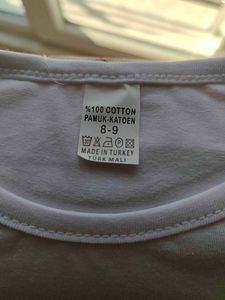 %100 COTTON
PAMUK-KATOEN
8-9
MADE IN TURKEY
TÜRK MALI